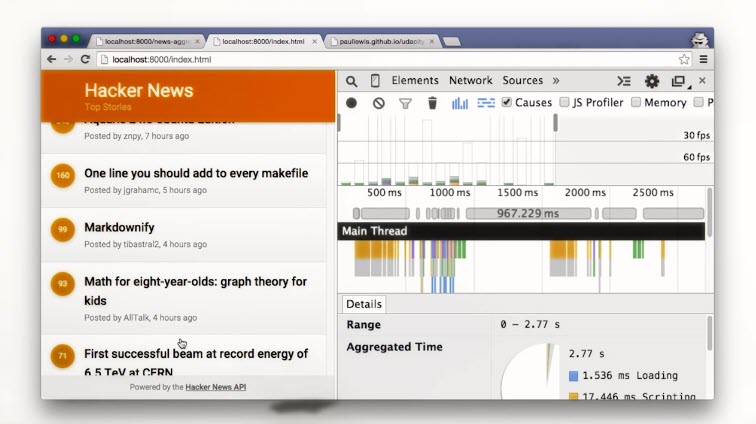 localhost:8000/news-aggre
localhost:8000/index.html
paullewis.github.io/udacity
localhost:8000/index.html
Hacker News
Top Stories
Posted by znpy, 7 hours ago
160
One line you should add to every makefile
Posted by jgrahamc, 5 hours ago
99
Markdownify
Posted by tibastral2, 4 hours ago
93
Math for eight-year-olds: graph theory for
kids
Posted by AllTalk, 4 hours ago
71
First successful beam at record energy of
6.5 TeV at CERN
Powered by the Hacker News API
Elements Network Sources »
Causes JS Profiler Memory P
30 fps
60 fps
500 ms 1000 ms 1500 ms 2000 ms 2500 ms
967.229 ms
Main Thread
Details
Range 0 – 2.77 s
Aggregated Time
2.77 s
1.536 ms Loading
17.446 ms Scripting